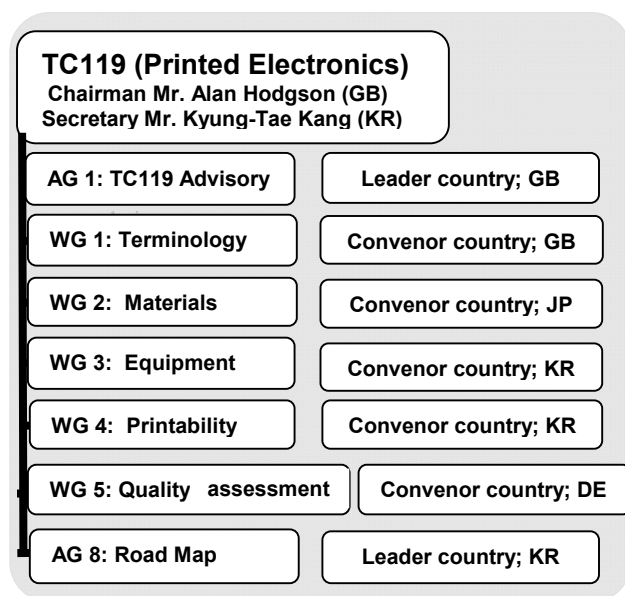 TC119 (Printed Electronics)
Chairman Mr. Alan Hodgson (GB)
Secretary Mr. Kyung-Tae Kang (KR)
AG 1: TC119 Advisory
Leader country; GB
WG 1: Terminology
Convenor country; GB
WG 2: Materials
Convenor country; JP
WG 3: Equipment
Convenor country; KR
WG 4: Printability
Convenor country; KR
WG 5: Quality assessment
Convenor country; DE
AG 8: Road Map
Leader country; KR